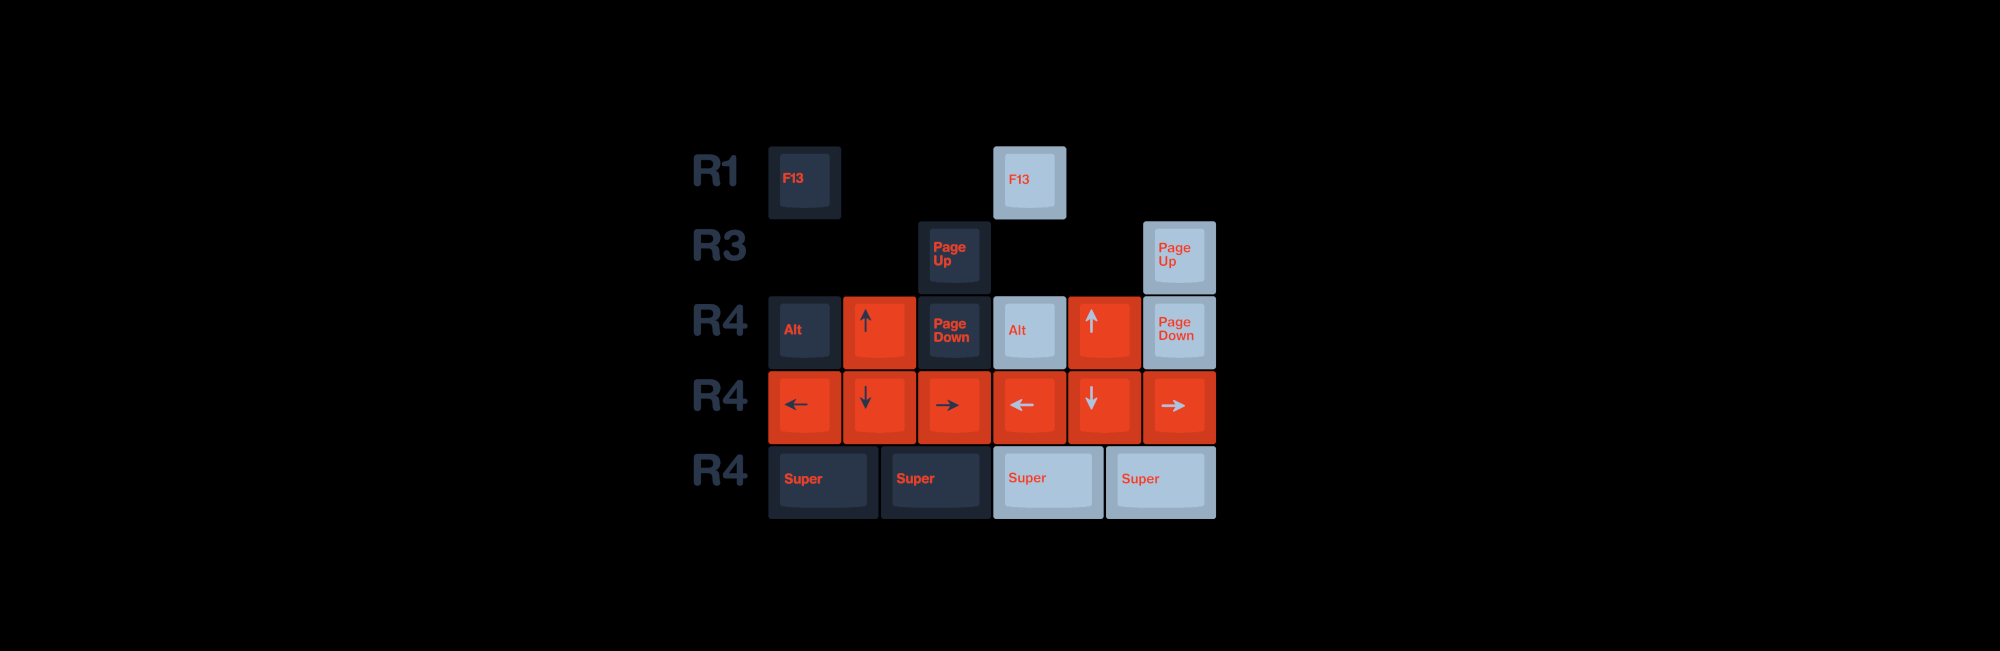 R1 F13 F13
R3 Page Up Page Up
R4 Alt ↑ Page Down Alt ↑ Page Down
R4 ← ↓ → ← ↓ →
R4 Super Super Super Super